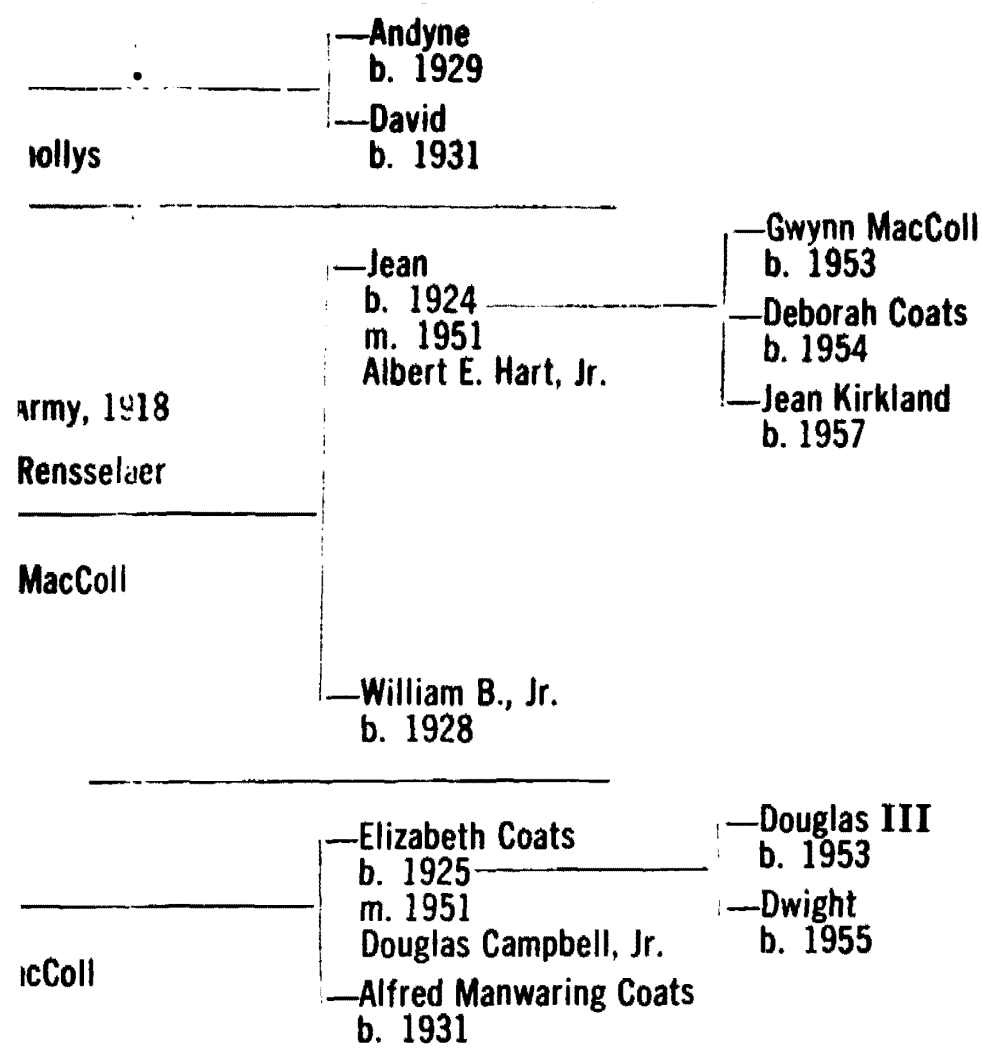 —Andyne
b. 1929
—David
b. 1931
ollys
—Jean
b. 1924
m. 1951
Albert E. Hart, Jr.
—Gwynn MacColl
b. 1953
—Deborah Coats
b. 1954
—Jean Kirkland
b. 1957
Army, 1918
Rensselaer
MacColl
—William B., Jr.
b. 1928
—Elizabeth Coats
b. 1925
m. 1951
Douglas Campbell, Jr.
—Alfred Manwaring Coats
b. 1931
—Douglas III
b. 1953
—Dwight
b. 1955
cColl